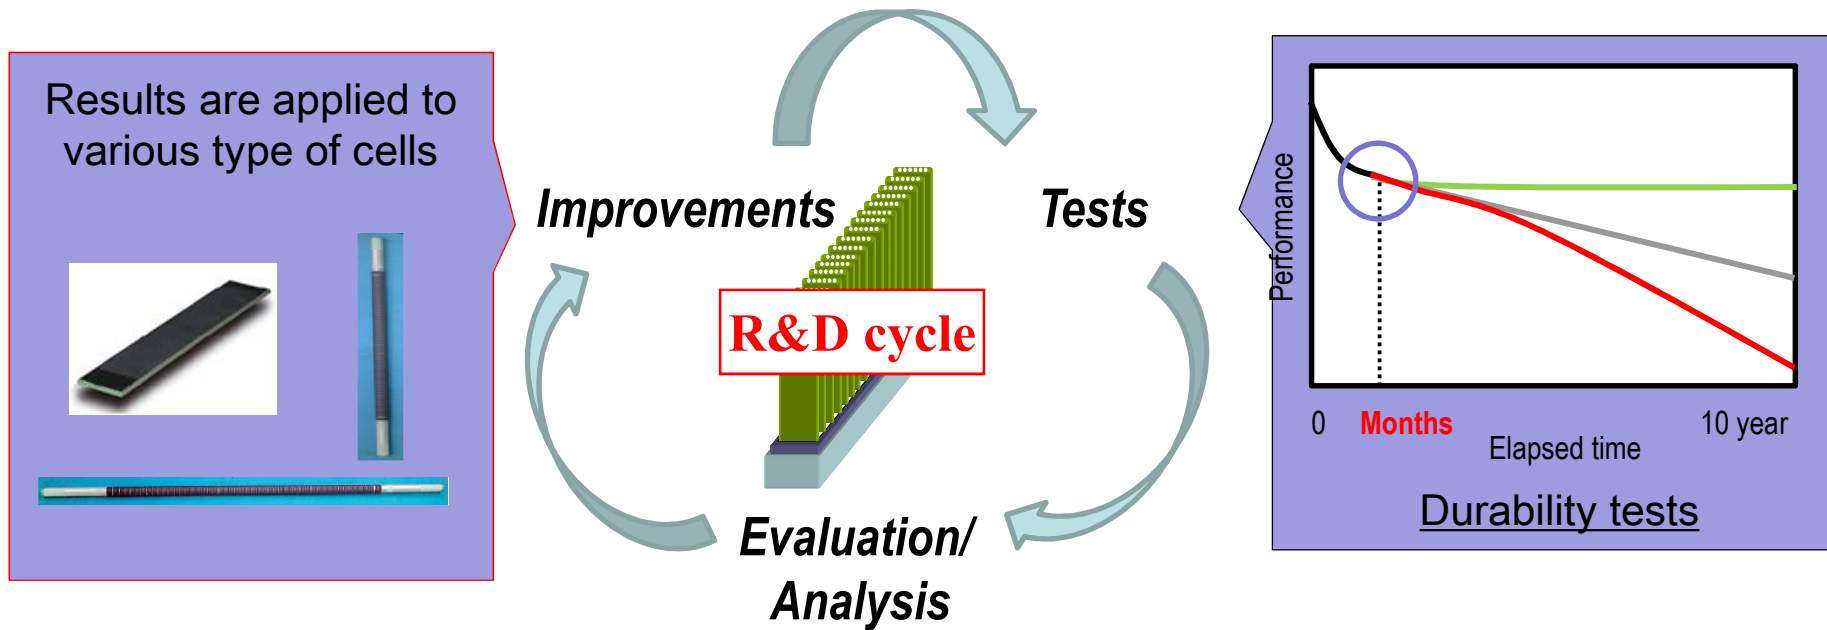 Results are applied to
various type of cells
Improvements
Tests
R&D cycle
Evaluation/
Analysis
Performance
0
Months
10 year
Elapsed time
Durability tests